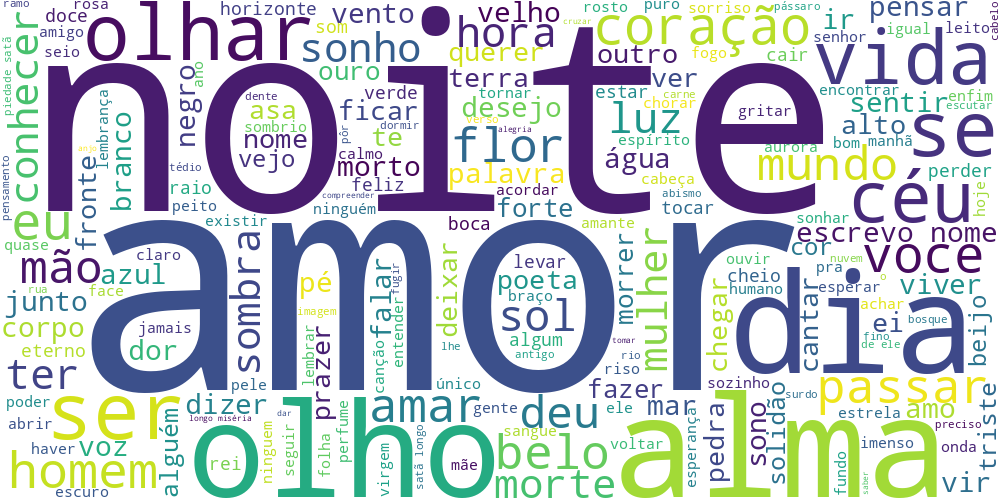 ramo
rosa
doce
amigo
seio
olhar
horizonte
vento
som
sonho
ouro
velho
hora
querer
terra
rosto
sorriso
puro
pássaro
cruzar
coração
outro
fogo
cair
ir
senhor
pensar
igual
leito
cabelo
piedade satã
reconhecer
lembrança
negro
ano
noite
dente
asa
sombrio
nome
vejo
verde
ficar
pôr
dormir
te
calmo
morto
feliz
ninguém
tornar
desejo
verso
alegria
flor
palavra
acordar
forte
estar
ver
chorar
carne
luz
espírito
água
cabeça
abismo
tocar
gritar
vida
encontrar
sentir
enfim
escutar
alto
bom
manhã
aurora
mundo
perder
se
céu
hoje
pensamento
eu
anjo
tédio
branco
raio
peito
fronte
existir
compreender
quase
mão
azul
claro
rua
face
junto
corpo
jamais
eterno
dor
ter
pele
sombra
amor
boca
pé
imagem
fugir
falar
canção
entender
lembrar
prazer
deixar
lhe
levar
poeta
braço
sol
algum
antigo
tomar
rio
riso
morrer
amante
mulher
ouvir
cor
pra
cheio
humano
sonhar
chegar
cantar
dia
nuvem
o
esperar
achar
ei
fino
de ele
bosque
escrevo nome
voce
viver
beijo
poder
abrir
ser
haver
voz
homem
escuro
dizer
alguém
longo miséria
dar
olho
rei
ninguem
seguir
folha
perfume
virgem
único
amar
satã longo
gente
mãe
sangue
deu
ele
belo
morte
fazer
mar
voltar
esperança
pedra
sozinho
sono
solidão
alma
surdo
passar
estrela
amo
preciso
imenso
onda
fundo
saber
vir
triste